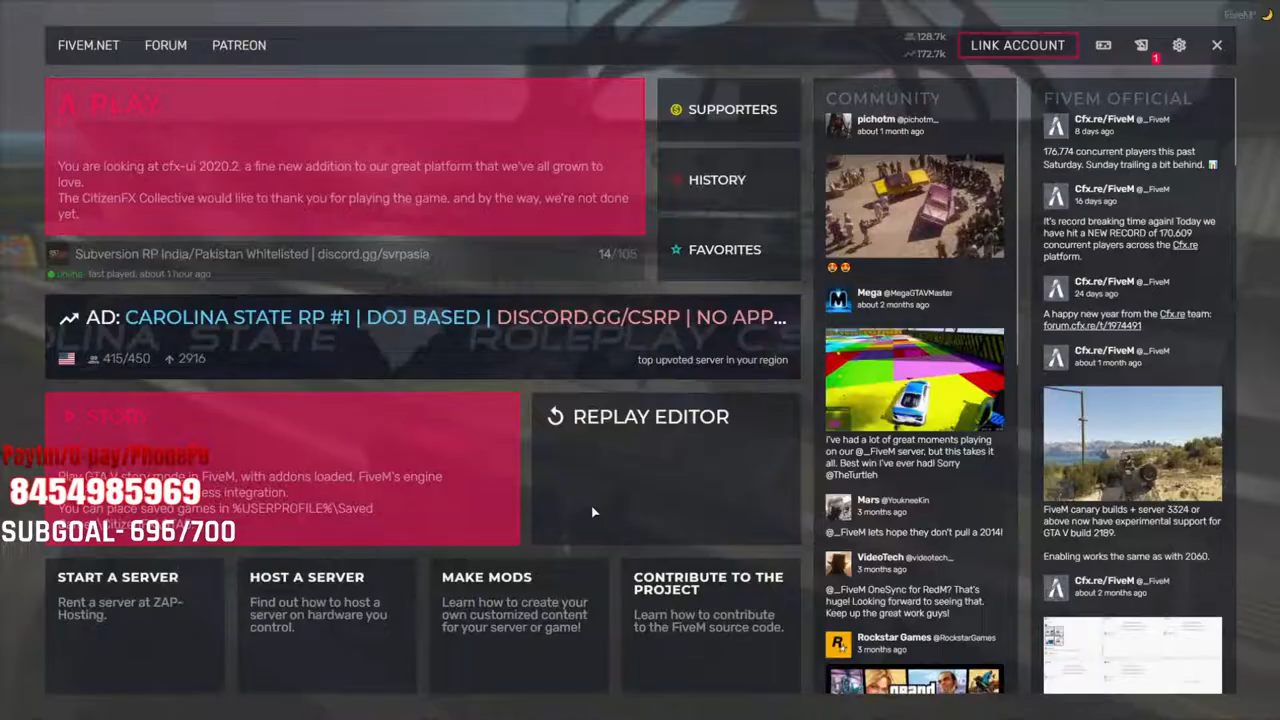 FiveM*
FIVEM.NET
FORUM
PATREON
128.7k
172.7k
LINK ACCOUNT
1
PLAY
You are looking at cfx-ui 2020.2. a fine new addition to our great platform that we've all grown to
love.
The CitizenFX Collective would like to thank you for playing the game. and by the way, we're not done
yet.
Subversion RP India/Pakistan Whitelisted | discord.gg/svrpasia
14/105
online last played, about 1 hour ago
SUPPORTERS
HISTORY
FAVORITES
AD: CAROLINA STATE RP #1 | DOJ BASED | DISCORD.GG/CSRP | NO APP...
415/450
2916
top upvoted server in your region
STORY
Play GTA V story mode in FiveM, with addons loaded, FiveM's engine
integration.
You can place saved games in %USERPROFILE%\Saved
8454985969
SUBGOAL- 696/700
REPLAY EDITOR
START A SERVER
Rent a server at ZAP-
Hosting.
HOST A SERVER
Find out how to host a
server on hardware you
control.
MAKE MODS
Learn how to create your
own customized content
for your server or game!
CONTRIBUTE TO THE
PROJECT
Learn how to contribute
to the FiveM source code.
COMMUNITY
pichotm @pichotm_
about 1 month ago
Mega @MegaGTAVMaster
about 2 months ago
I've had a lot of great moments playing
on our @_FiveM server, but this takes it
all. Best win I've ever had! Sorry
@TheTurtleh
Mars @YoukneeKin
3 months ago
@_FiveM lets hope they don't pull a 2014!
VideoTech @videotech_
3 months ago
@_FiveM OneSync for RedM? That's
huge! Looking forward to seeing that.
Keep up the great work guys!
Rockstar Games @RockstarGames
3 months ago
FIVEM OFFICIAL
Cfx.re/FiveM @_FiveM
8 days ago
176,774 concurrent players this past
Saturday. Sunday trailing a bit behind.
Cfx.re/FiveM @_FiveM
16 days ago
It's record breaking time again! Today we
have hit a NEW RECORD of 170,609
concurrent players across the Cfx.re
platform.
Cfx.re/FiveM @_FiveM
24 days ago
A happy new year from the Cfx.re team:
forum.cfx.re/t/1974491
Cfx.re/FiveM @_FiveM
about 1 month ago
FiveM canary builds + server 3324 or
above now have experimental support for
GTA V build 2189.
Enabling works the same as with 2060.
Cfx.re/FiveM @_FiveM
about 2 months ago